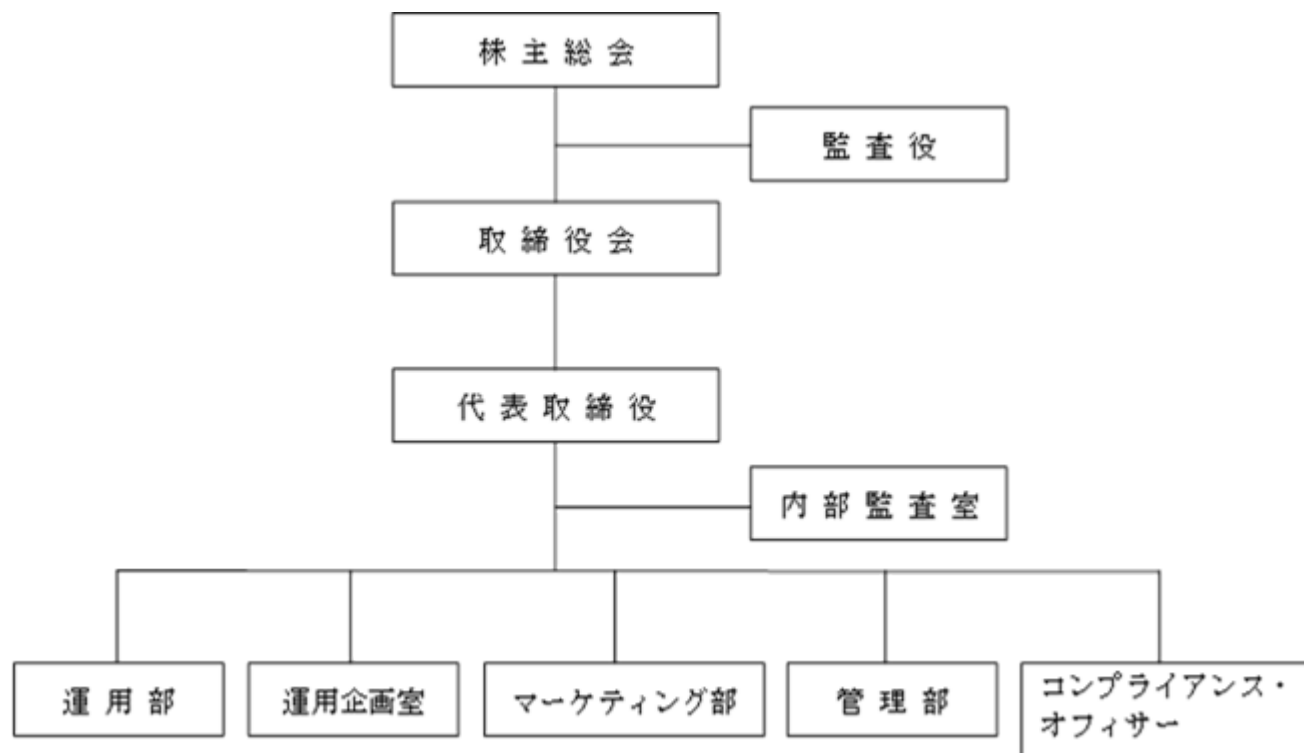 株主総会
監査役
取締役会
代表取締役
内部監査室
運用部
運用企画室
マーケティング部
管理部
コンプライアンス・
オフィサー